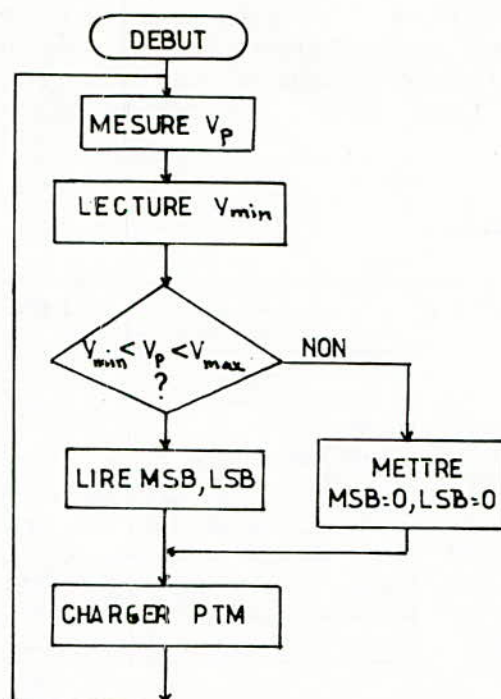 DEBUT
MESURE Vp
LECTURE Vmin
Vmin < Vp < Vmax
?
NON
LIRE MSB, LSB
METTRE
MSB=0, LSB=0
CHARGER PTM